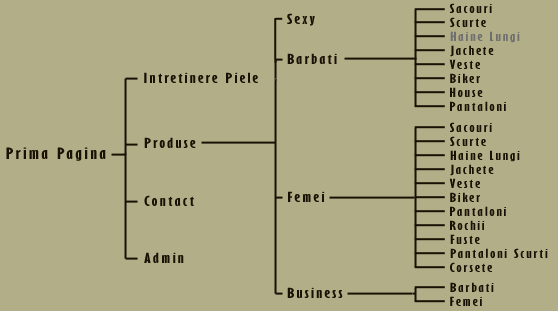 Prima Pagina
Intretinere Piele
Produse
Contact
Admin
Sexy
Barbati
Femei
Business
Sacouri
Scurte
Haine Lungi
Jachete
Veste
Biker
House
Pantaloni
Sacouri
Scurte
Haine Lungi
Jachete
Veste
Biker
Pantaloni
Rochii
Fuste
Pantaloni Scurti
Corsete
Barbati
Femei